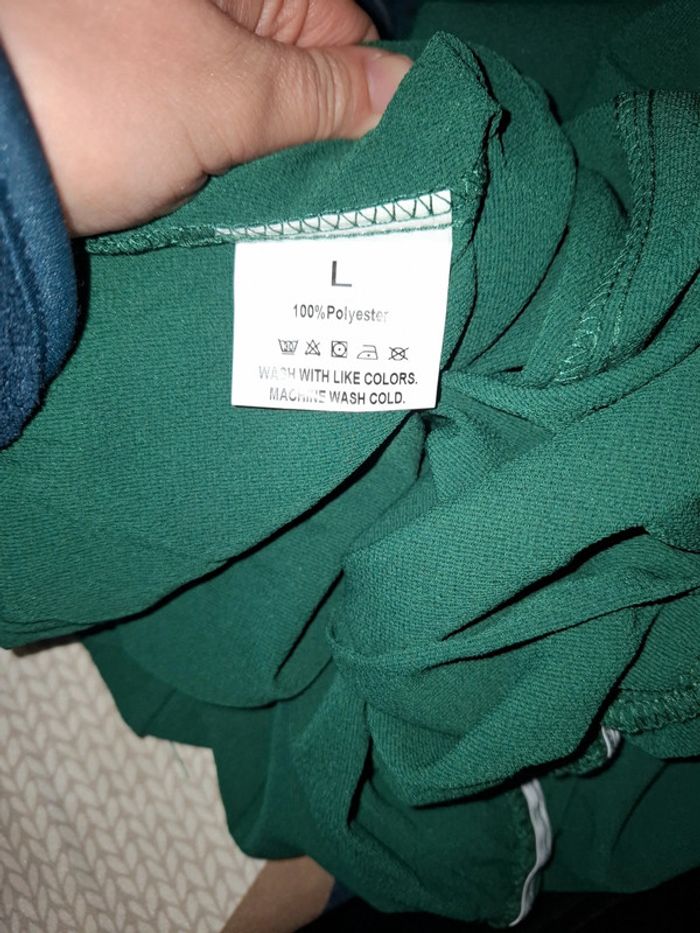 L
100%Polyester
WASH WITH LIKE COLORS.
MACHINE WASH COLD.